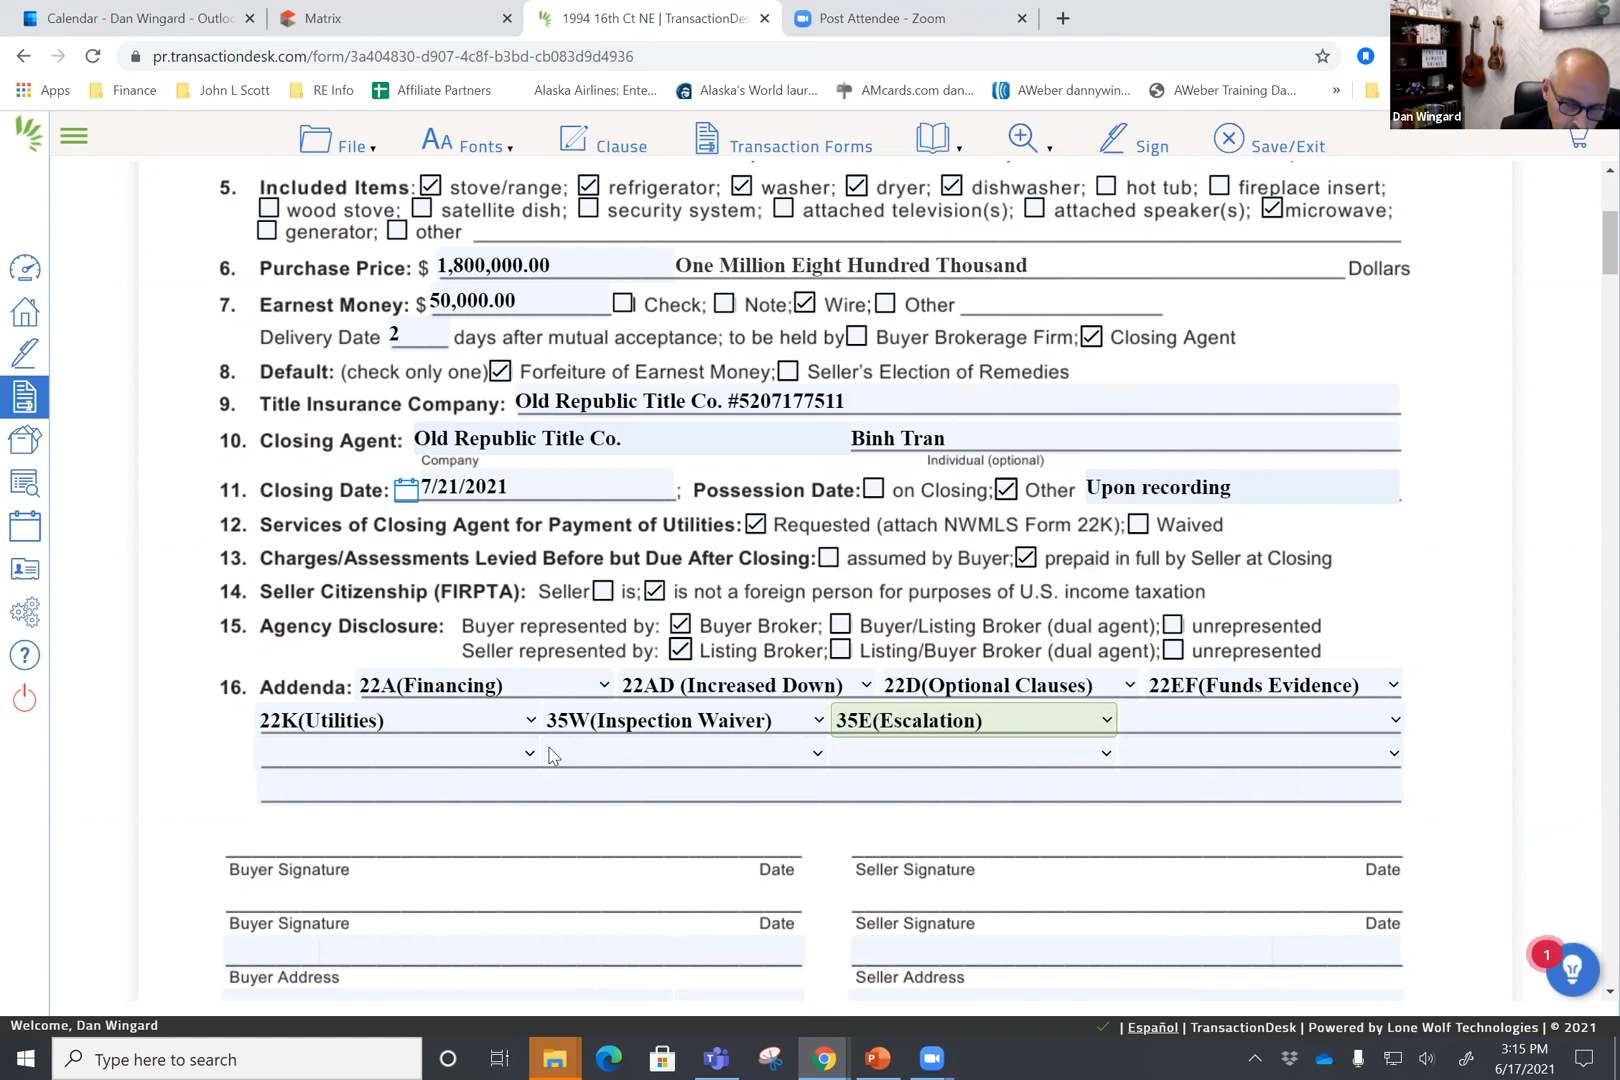 Calendar - Dan Wingard - Outloo
Matrix
1994 16th Ct NE | TransactionDes
Post Attendee - Zoom
pr.transactiondesk.com/form/3a404830-d907-4c8f-b3bd-cb083d9d4936
Apps Finance John L Scott RE Info Affiliate Partners Alaska Airlines: Ente... Alaska's World laur... AMcards.com dan... AWeber dannywin... AWeber Training Da... »
Dan Wingard
File Fonts Clause Transaction Forms Sign Save/Exit
5. Included Items: stove/range; refrigerator; washer; dryer; dishwasher; hot tub; fireplace insert;
wood stove; satellite dish; security system; attached television(s); attached speaker(s); microwave;
generator; other
6. Purchase Price: $ 1,800,000.00 One Million Eight Hundred Thousand Dollars
7. Earnest Money: $ 50,000.00 Check; Note; Wire; Other
Delivery Date 2 days after mutual acceptance; to be held by Buyer Brokerage Firm; Closing Agent
8. Default: (check only one) Forfeiture of Earnest Money; Seller's Election of Remedies
9. Title Insurance Company: Old Republic Title Co. #5207177511
10. Closing Agent: Old Republic Title Co. Binh Tran
Company Individual (optional)
11. Closing Date: 7/21/2021 ; Possession Date: on Closing; Other Upon recording .
12. Services of Closing Agent for Payment of Utilities: Requested (attach NWMLS Form 22K); Waived
13. Charges/Assessments Levied Before but Due After Closing: assumed by Buyer; prepaid in full by Seller at Closing
14. Seller Citizenship (FIRPTA): Seller is; is not a foreign person for purposes of U.S. income taxation
15. Agency Disclosure: Buyer represented by: Buyer Broker; Buyer/Listing Broker (dual agent); unrepresented
Seller represented by: Listing Broker; Listing/Buyer Broker (dual agent); unrepresented
16. Addenda: 22A(Financing) 22AD (Increased Down) 22D(Optional Clauses) 22EF(Funds Evidence)
22K(Utilities) 35W(Inspection Waiver) 35E(Escalation)
Buyer Signature Date Seller Signature Date
Buyer Signature Date Seller Signature Date
Buyer Address Seller Address
1
Welcome, Dan Wingard
| Español | TransactionDesk | Powered by Lone Wolf Technologies | © 2021
Type here to search
3:15 PM
6/17/2021